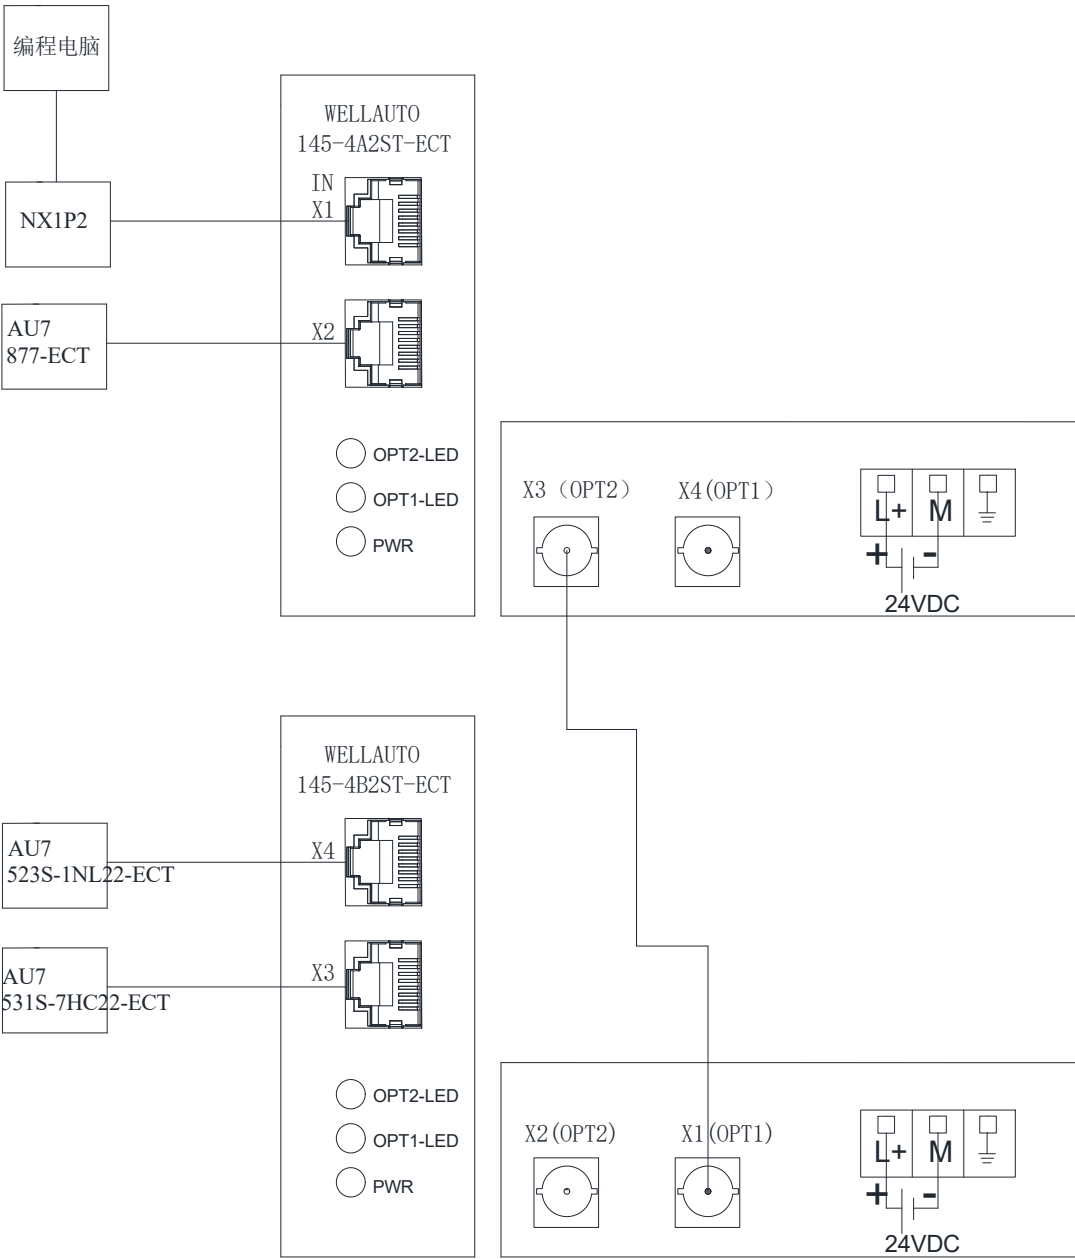 编程电脑
WELLAUTO
145-4A2ST-ECT
IN
X1
NX1P2
X2
AU7
877-ECT
OPT2-LED
OPT1-LED
PWR
X3（OPT2）
X4(OPT1）
L+
M
+
-
24VDC
WELLAUTO
145-4B2ST-ECT
X4
AU7
523S-1NL22-ECT
X3
AU7
531S-7HC22-ECT
OPT2-LED
OPT1-LED
PWR
X2(OPT2)
X1(OPT1)
L+
M
+
-
24VDC